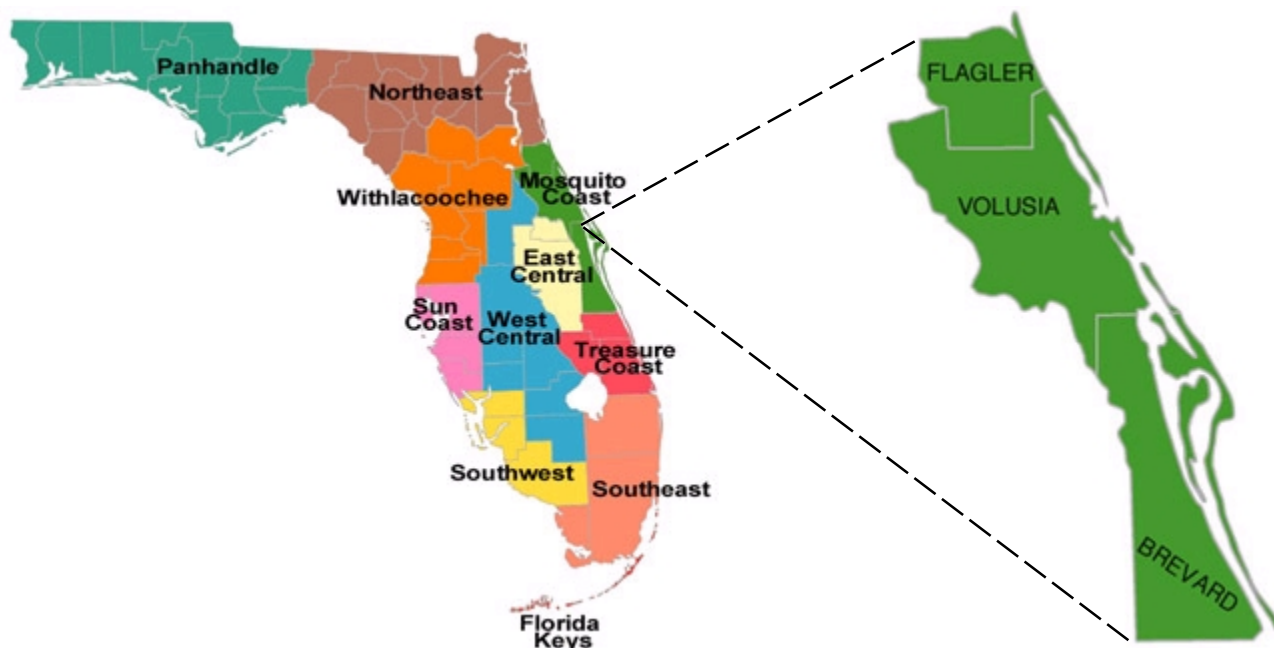 Panhandle
Northeast
Mosquito
Coast
Withlacoochee
East
Central
Sun
Coast
West
Central
Treasure
Coast
Southwest
Southeast
Florida
Keys
FLAGLER
VOLUSIA
BREVARD